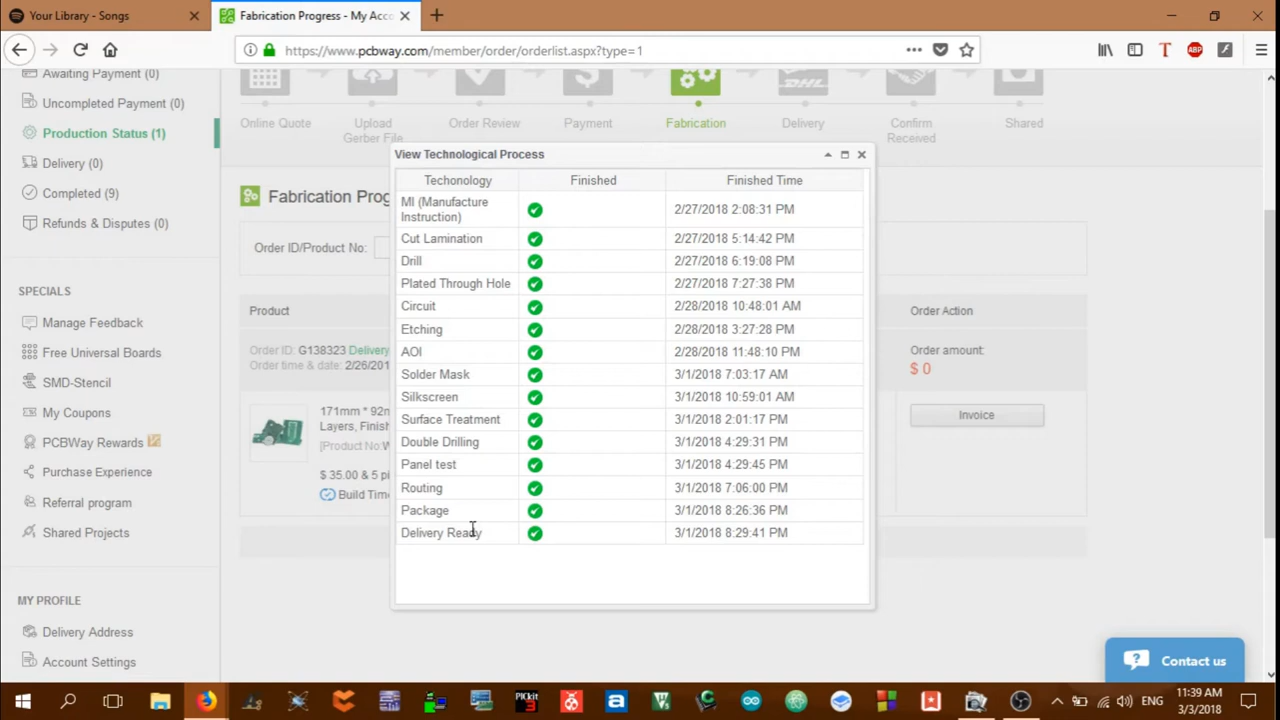 Your Library - Songs
Fabrication Progress - My Acco
https://www.pcbway.com/member/order/orderlist.aspx?type=1
Awaiting Payment (0)
Uncompleted Payment (0)
Production Status (1)
Delivery (0)
Completed (9)
Refunds & Disputes (0)
SPECIALS
Manage Feedback
Free Universal Boards
SMD-Stencil
My Coupons
PCBWay Rewards
Purchase Experience
Referral program
Shared Projects
MY PROFILE
Delivery Address
Account Settings
DHL
Online Quote
Upload
Gerber File
Order Review
Payment
Fabrication
Delivery
Confirm
Received
Shared
Fabrication Prog
Order ID/Product No:
Product
Order Action
Order ID: G138323 Delivery
Order time & date: 2/26/201
Order amount:
$ 0
Invoice
171mm * 92m
Layers, Finish
[Product No:W
$ 35.00 & 5 pi
Build Time
View Technological Process
Techonology Finished Finished Time
MI (Manufacture
Instruction) 2/27/2018 2:08:31 PM
Cut Lamination 2/27/2018 5:14:42 PM
Drill 2/27/2018 6:19:08 PM
Plated Through Hole 2/27/2018 7:27:38 PM
Circuit 2/28/2018 10:48:01 AM
Etching 2/28/2018 3:27:28 PM
AOI 2/28/2018 11:48:10 PM
Solder Mask 3/1/2018 7:03:17 AM
Silkscreen 3/1/2018 10:59:01 AM
Surface Treatment 3/1/2018 2:01:17 PM
Double Drilling 3/1/2018 4:29:31 PM
Panel test 3/1/2018 4:29:45 PM
Routing 3/1/2018 7:06:00 PM
Package 3/1/2018 8:26:36 PM
Delivery Ready 3/1/2018 8:29:41 PM
Contact us
ENG
11:39 AM
3/3/2018